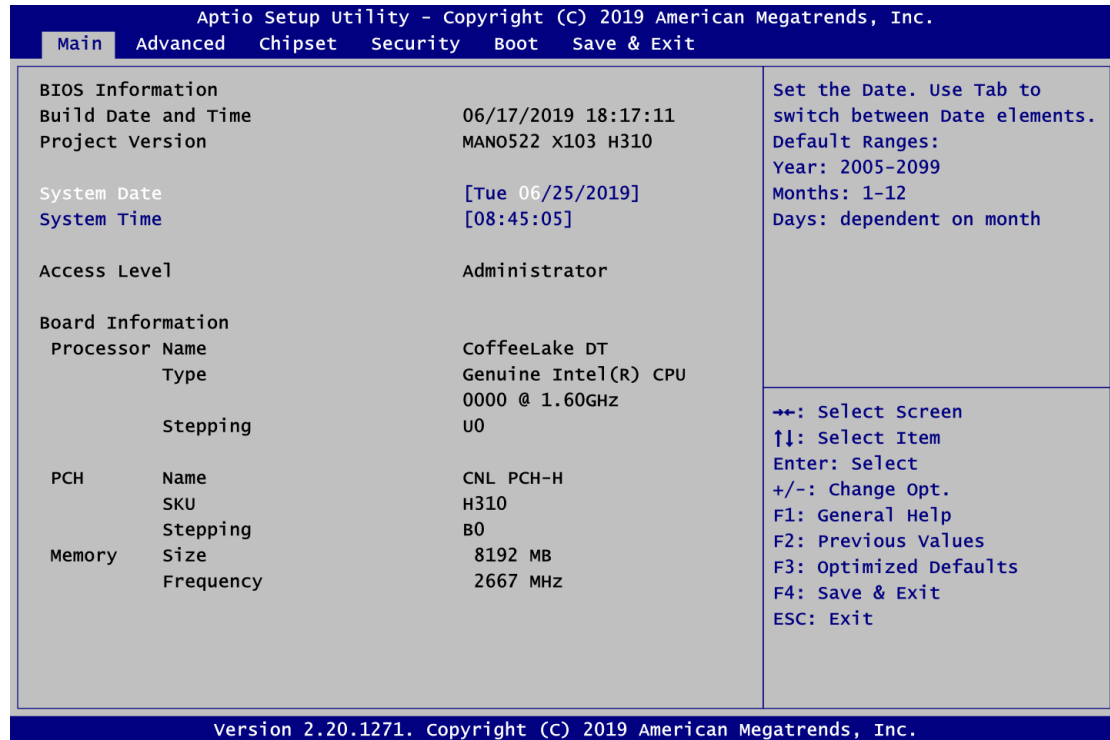 Aptio Setup Utility - Copyright (C) 2019 American Megatrends, Inc.
Main Advanced Chipset Security Boot Save & Exit
BIOS Information
Build Date and Time 06/17/2019 18:17:11
Project Version MANO522 X103 H310
System Date [Tue 06/25/2019]
System Time [08:45:05]
Access Level Administrator
Board Information
Processor Name CoffeeLake DT
Type Genuine Intel(R) CPU
0000 @ 1.60GHz
Stepping U0
PCH Name CNL PCH-H
SKU H310
Stepping B0
Memory Size 8192 MB
Frequency 2667 MHz
Set the Date. Use Tab to
switch between Date elements.
Default Ranges:
Year: 2005-2099
Months: 1-12
Days: dependent on month
→←: Select Screen
↑↓: Select Item
Enter: Select
+/-: Change Opt.
F1: General Help
F2: Previous Values
F3: Optimized Defaults
F4: Save & Exit
ESC: Exit
Version 2.20.1271. Copyright (C) 2019 American Megatrends, Inc.